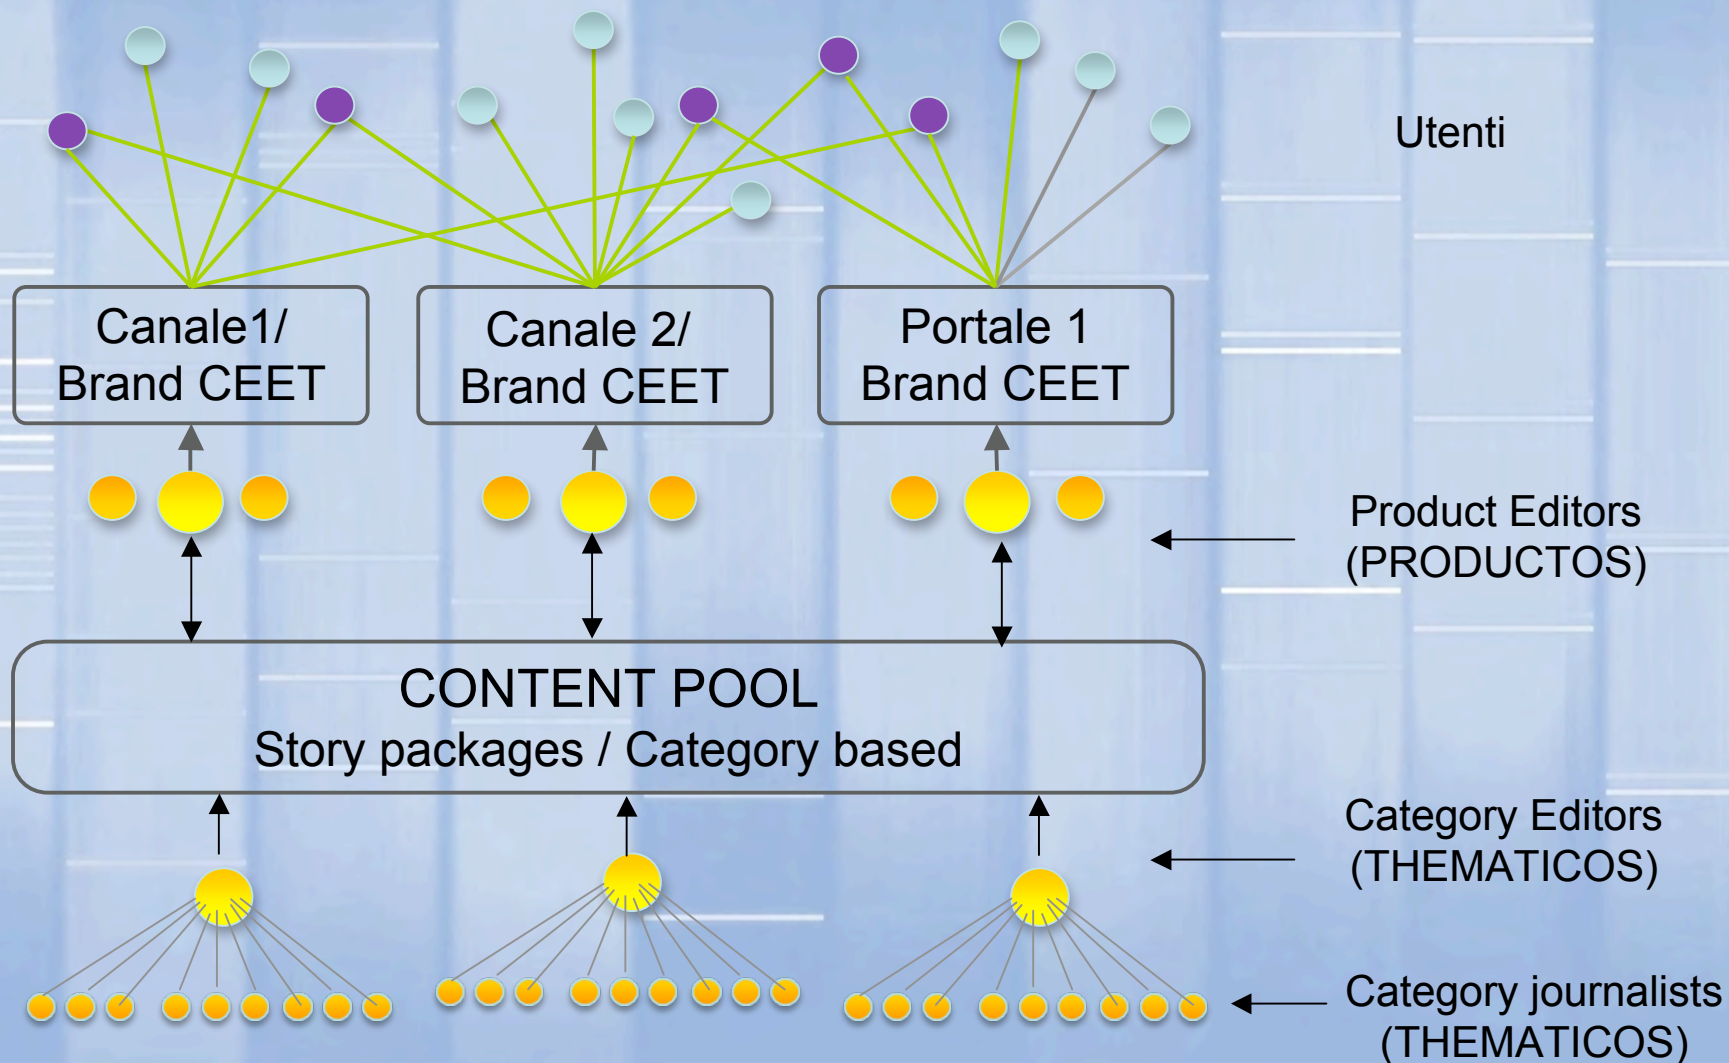 Utenti
Canale1/
Brand CEET
Canale 2/
Brand CEET
Portale 1
Brand CEET
Product Editors
(PRODUCTOS)
CONTENT POOL
Story packages / Category based
Category Editors
(THEMATICOS)
Category journalists
(THEMATICOS)